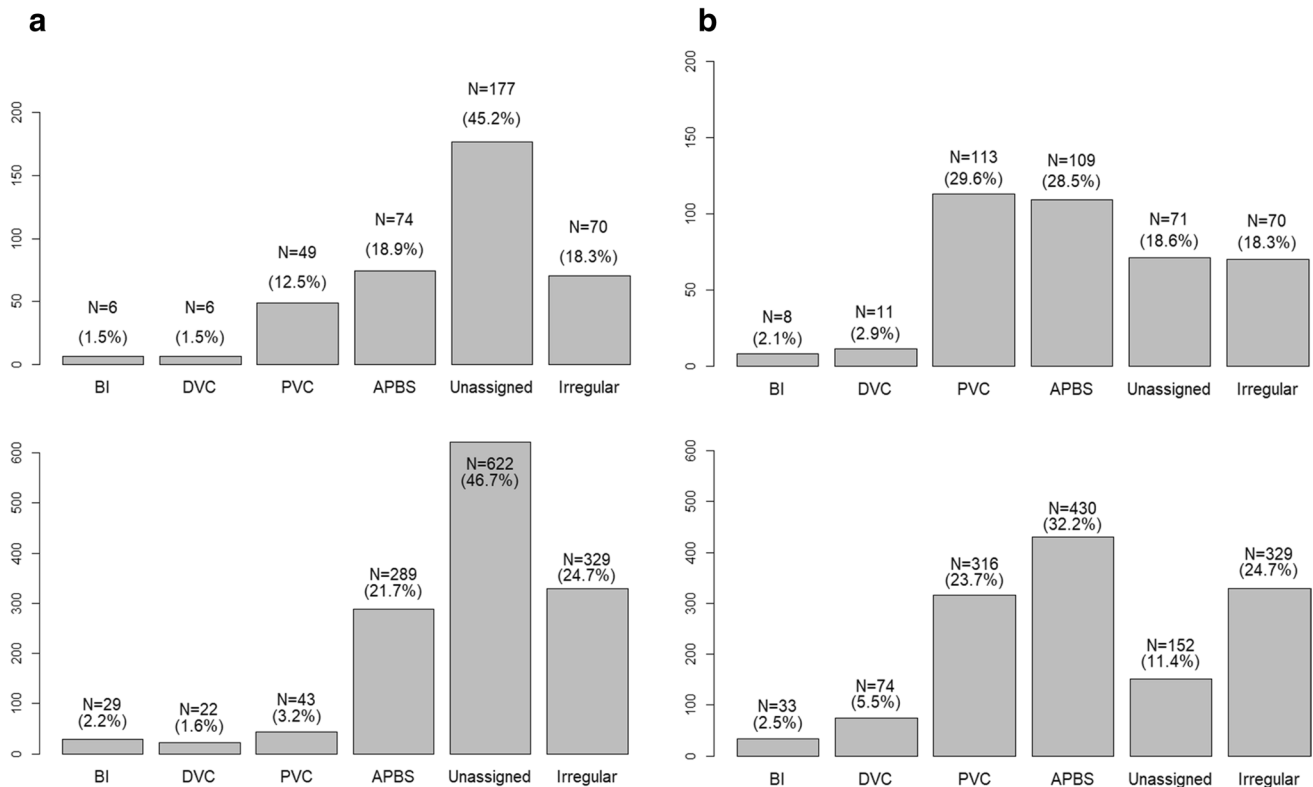 a
200
150
100
50
0
N=6
(1.5%)
N=6
(1.5%)
N=49
(12.5%)
N=74
(18.9%)
N=177
(45.2%)
N=70
(18.3%)
BI DVC PVC APBS Unassigned Irregular
600
500
400
300
200
100
0
N=29
(2.2%)
N=22
(1.6%)
N=43
(3.2%)
N=289
(21.7%)
N=622
(46.7%)
N=329
(24.7%)
BI DVC PVC APBS Unassigned Irregular
b
200
150
100
50
0
N=8
(2.1%)
N=11
(2.9%)
N=113
(29.6%)
N=109
(28.5%)
N=71
(18.6%)
N=70
(18.3%)
BI DVC PVC APBS Unassigned Irregular
600
500
400
300
200
100
0
N=33
(2.5%)
N=74
(5.5%)
N=316
(23.7%)
N=430
(32.2%)
N=152
(11.4%)
N=329
(24.7%)
BI DVC PVC APBS Unassigned Irregular